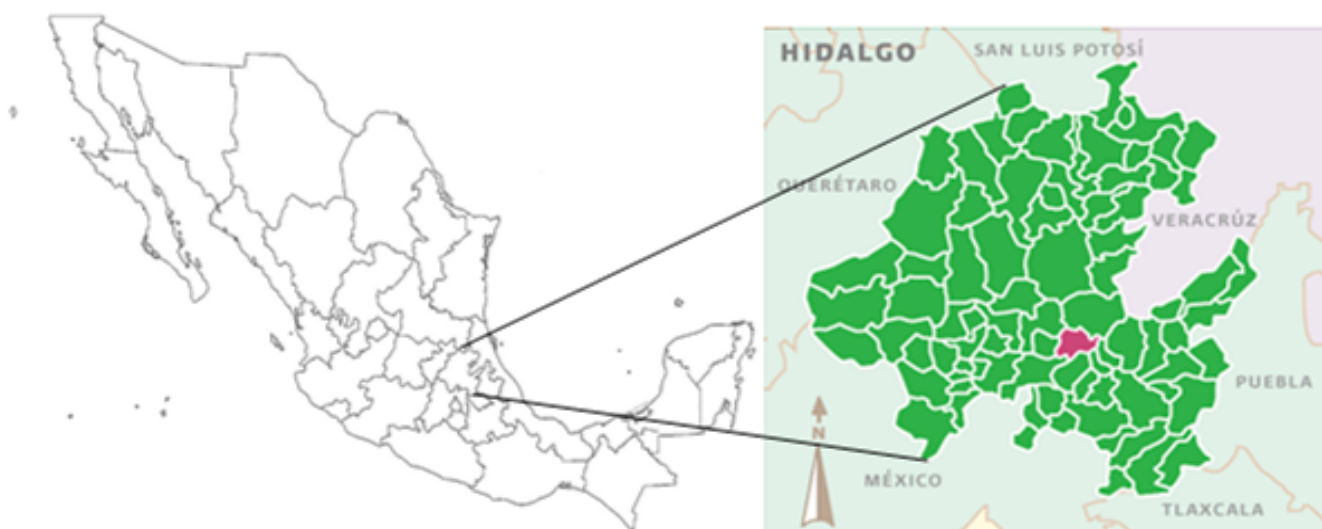 HIDALGO
SAN LUIS POTOSÍ
QUERÉTARO
VERACRÚZ
PUEBLA
N
MÉXICO
TLAXCALA